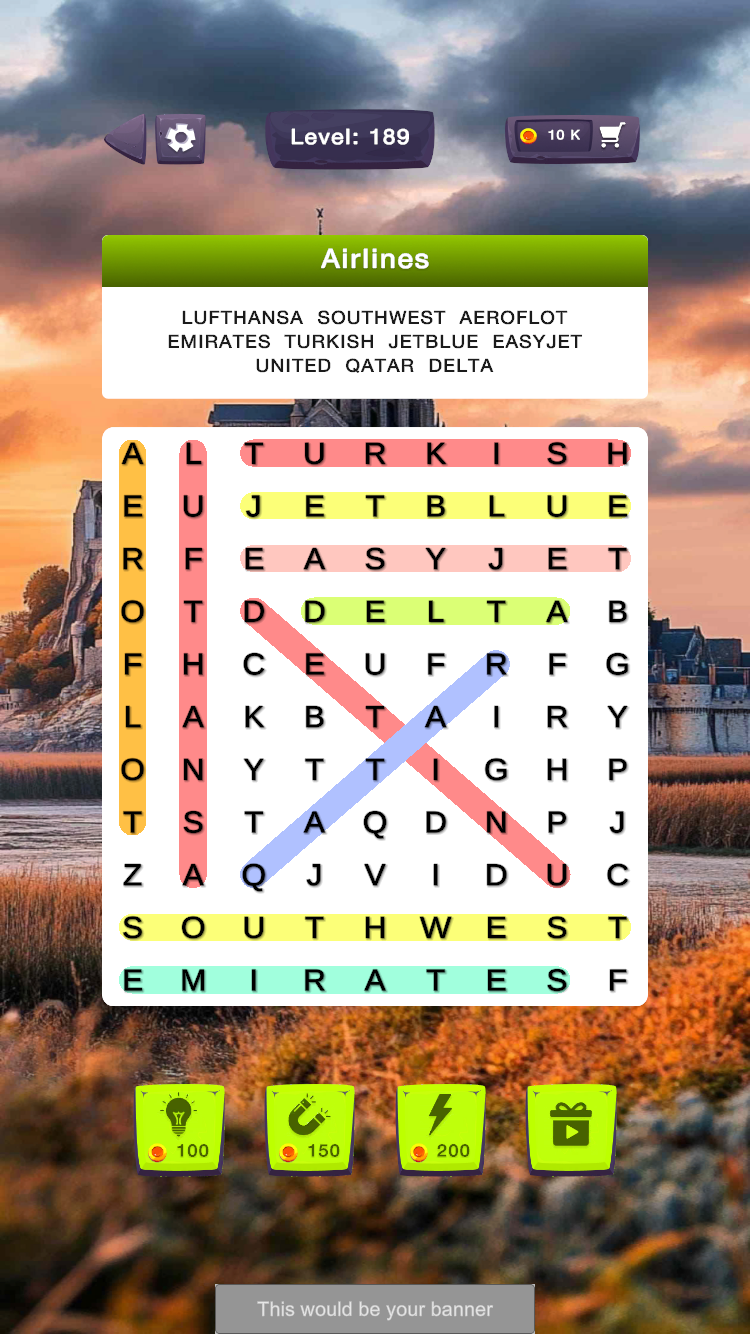 Level: 189
10 K
Airlines
LUFTHANSA SOUTHWEST AEROFLOT
EMIRATES TURKISH JETBLUE EASYJET
UNITED QATAR DELTA
A L T U R K I S H
E U J E T B L U E
R F E A S Y J E T
O T D D E L T A B
F H C E U F R F G
L A K B T A I R Y
O N Y T T I G H P
T S T A Q D N P J
Z A Q J V I D U C
S O U T H W E S T
E M I R A T E S F
100 150 200
This would be your banner